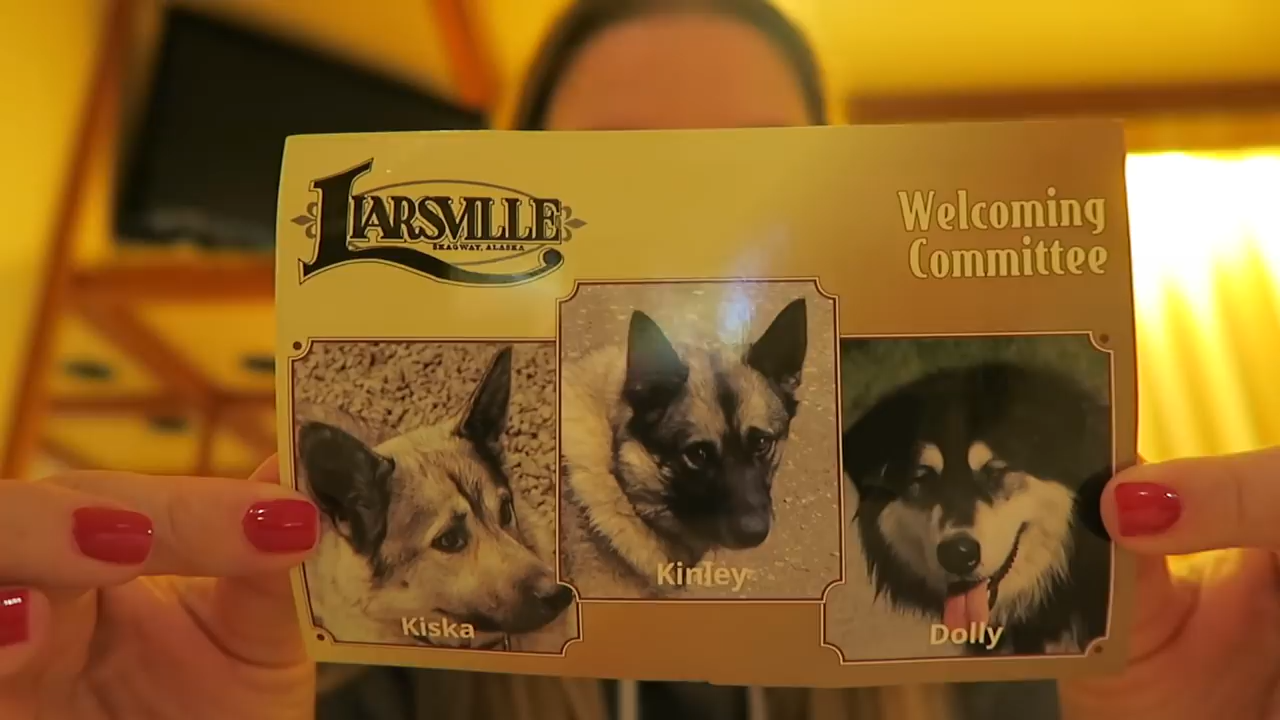 LIARSVILLE
SKAGWAY, ALASKA
Welcoming
Committee
Kiska
Kinley
Dolly